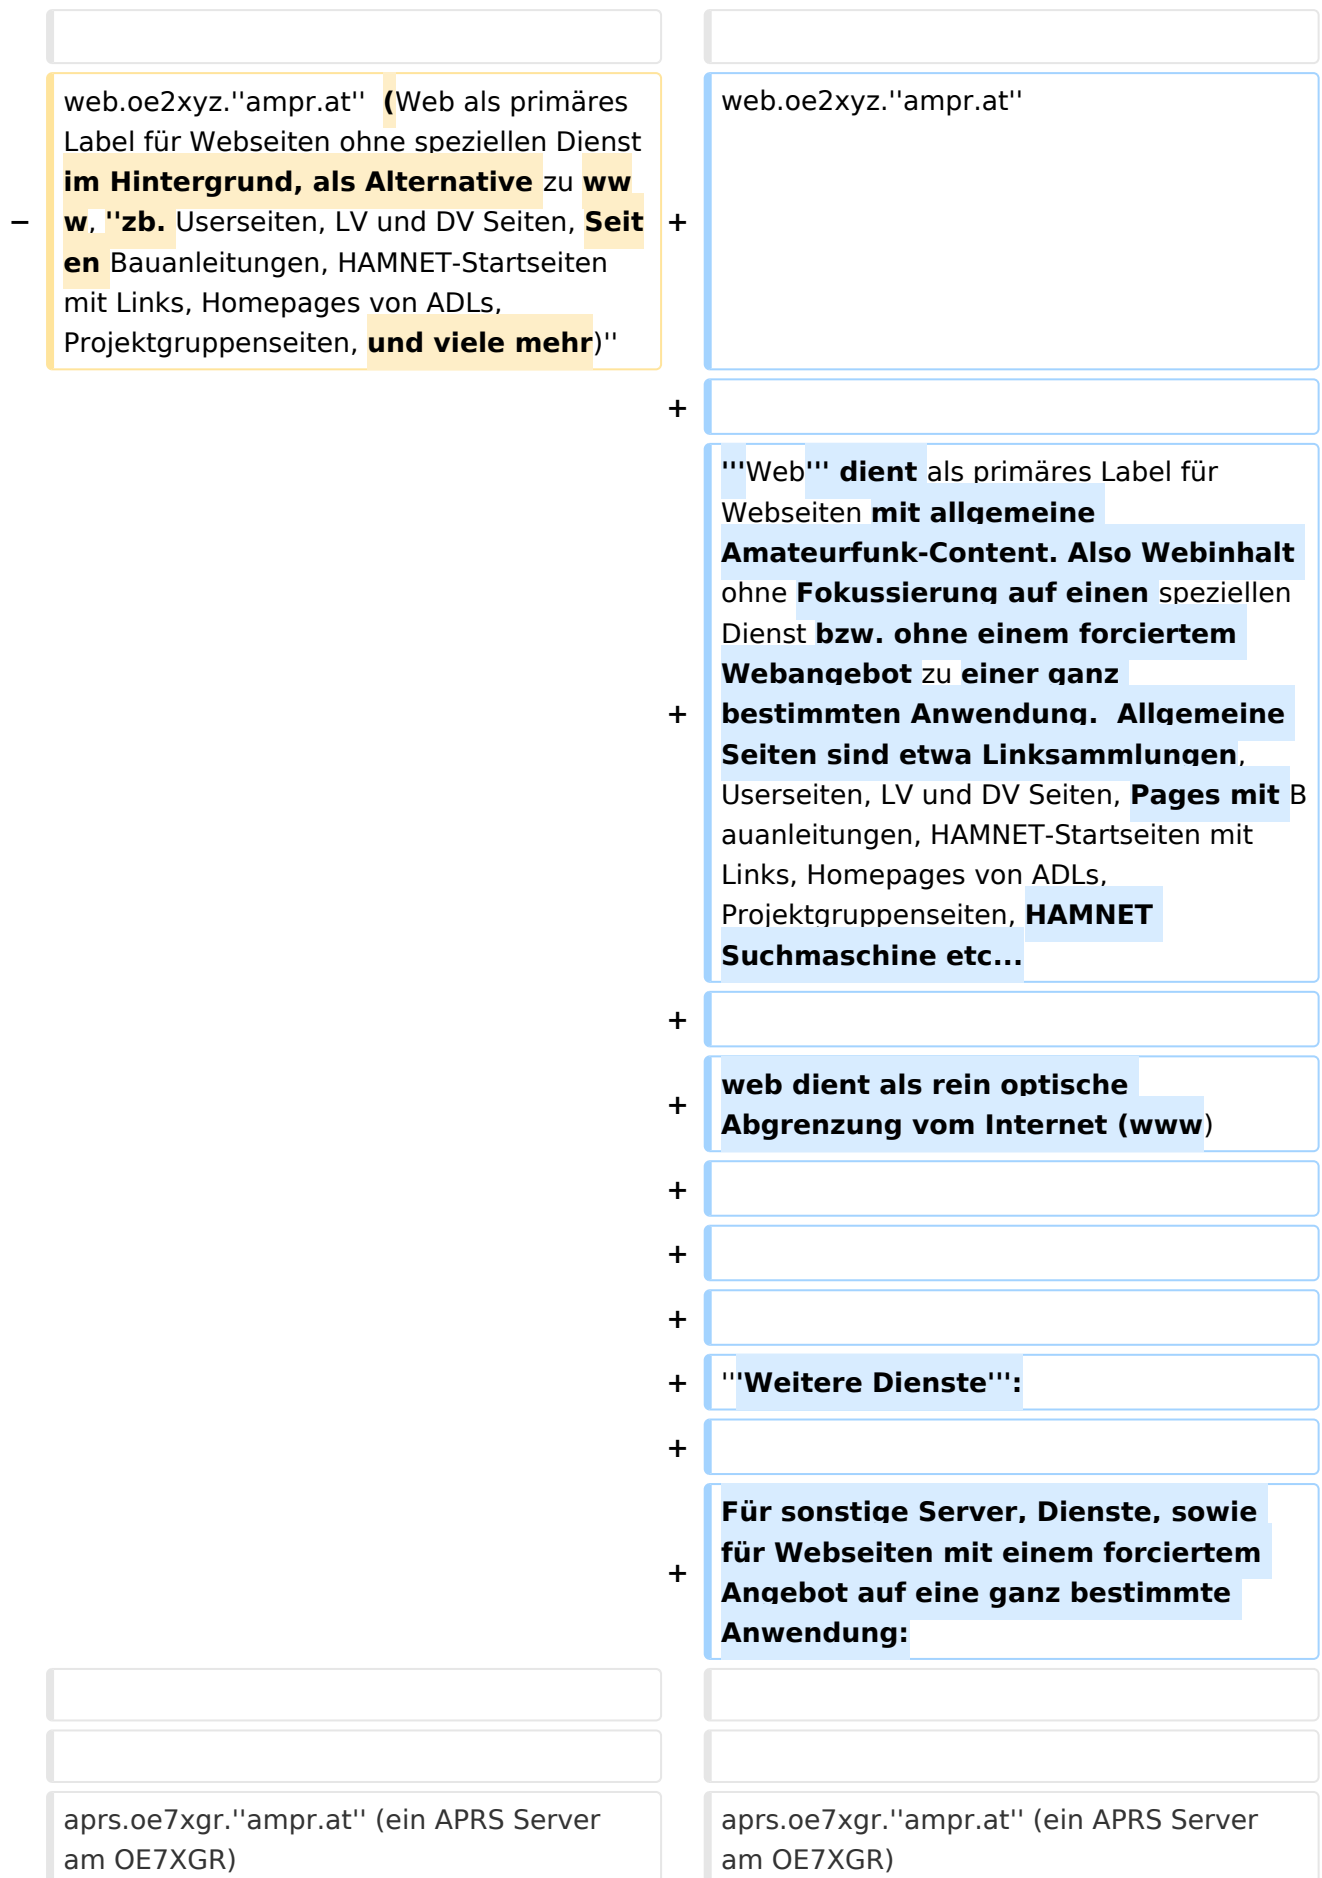 web.oe2xyz.''ampr.at''  (Web als primäres
Label für Webseiten ohne speziellen Dienst
im Hintergrund, als Alternative zu ww
− w, ''zb. Userseiten, LV und DV Seiten, Seit
en Bauanleitungen, HAMNET-Startseiten
mit Links, Homepages von ADLs,
Projektgruppenseiten, und viele mehr)''
web.oe2xyz.''ampr.at''
+
+
'''Web''' dient als primäres Label für
Webseiten mit allgemeine
Amateurfunk-Content. Also Webinhalt
ohne Fokussierung auf einen speziellen
Dienst bzw. ohne einem forciertem
Webangebot zu einer ganz
+ bestimmten Anwendung.  Allgemeine
Seiten sind etwa Linksammlungen,
Userseiten, LV und DV Seiten, Pages mit B
auanleitungen, HAMNET-Startseiten mit
Links, Homepages von ADLs,
Projektgruppenseiten, HAMNET
Suchmaschine etc...
+
+ web dient als rein optische
Abgrenzung vom Internet (www)
+
+
+
+ '''Weitere Dienste''':
+
Für sonstige Server, Dienste, sowie
+ für Webseiten mit einem forciertem
Angebot auf eine ganz bestimmte
Anwendung:
aprs.oe7xgr.''ampr.at'' (ein APRS Server
am OE7XGR)
aprs.oe7xgr.''ampr.at'' (ein APRS Server
am OE7XGR)